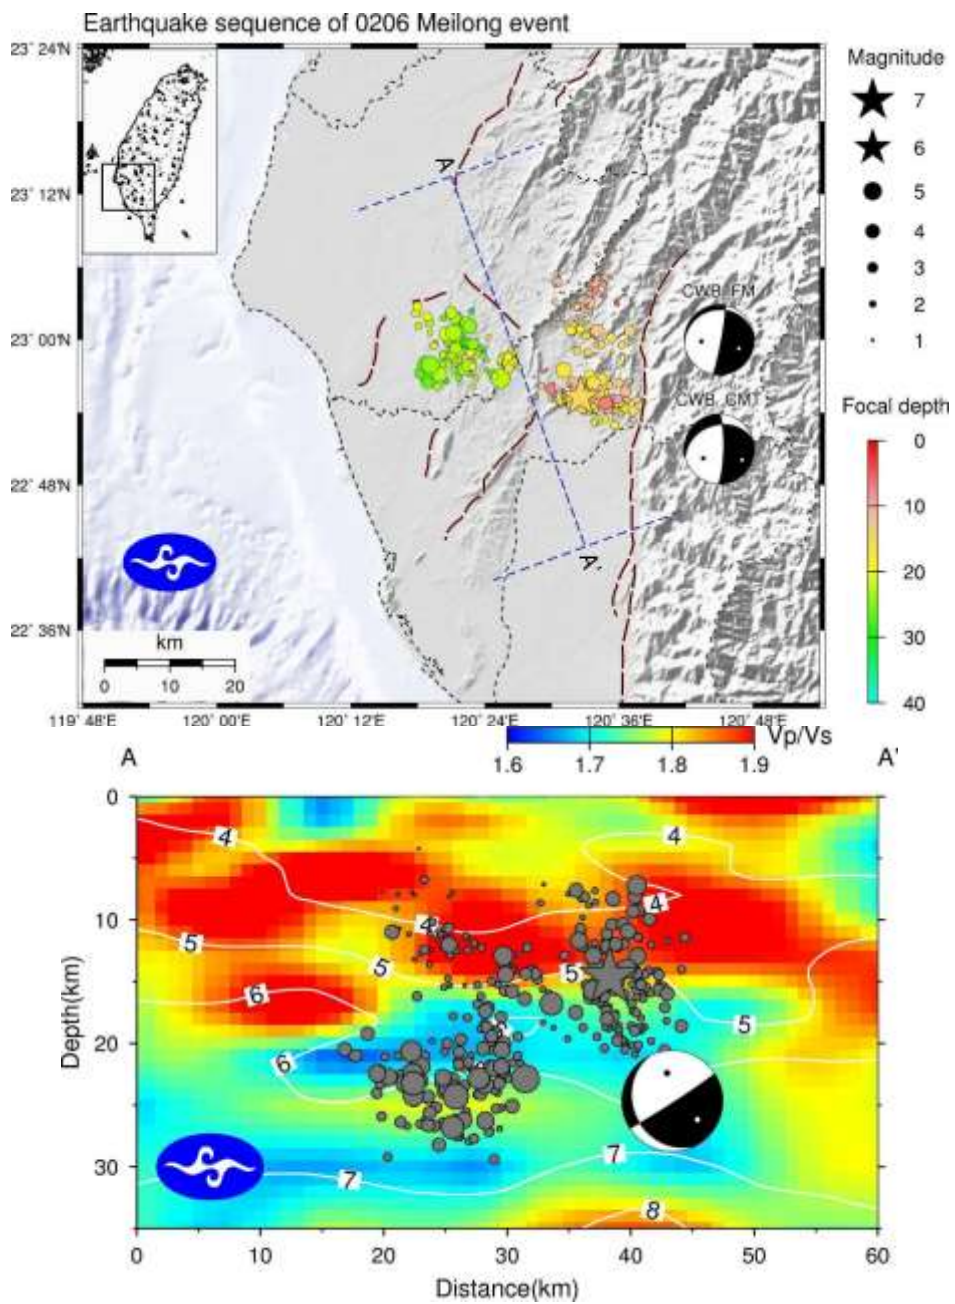 Earthquake sequence of 0206 Meilong event
23˚24'N
23˚12'N
23˚00'N
22˚48'N
22˚36'N
119˚48'E 120˚00'E 120˚12'E 120˚24'E 120˚36'E 120˚48'E
A
A'
CWB_FM
CWB_CMT
km
0 10 20
Magnitude
7
6
5
4
3
2
1
Focal depth
0
10
20
30
40
Vp/Vs
1.6 1.7 1.8 1.9
A A'
Depth(km)
0
10
20
30
4
4
4
4
5
5
5
5
6
6
7
7
8
0 10 20 30 40 50 60
Distance(km)